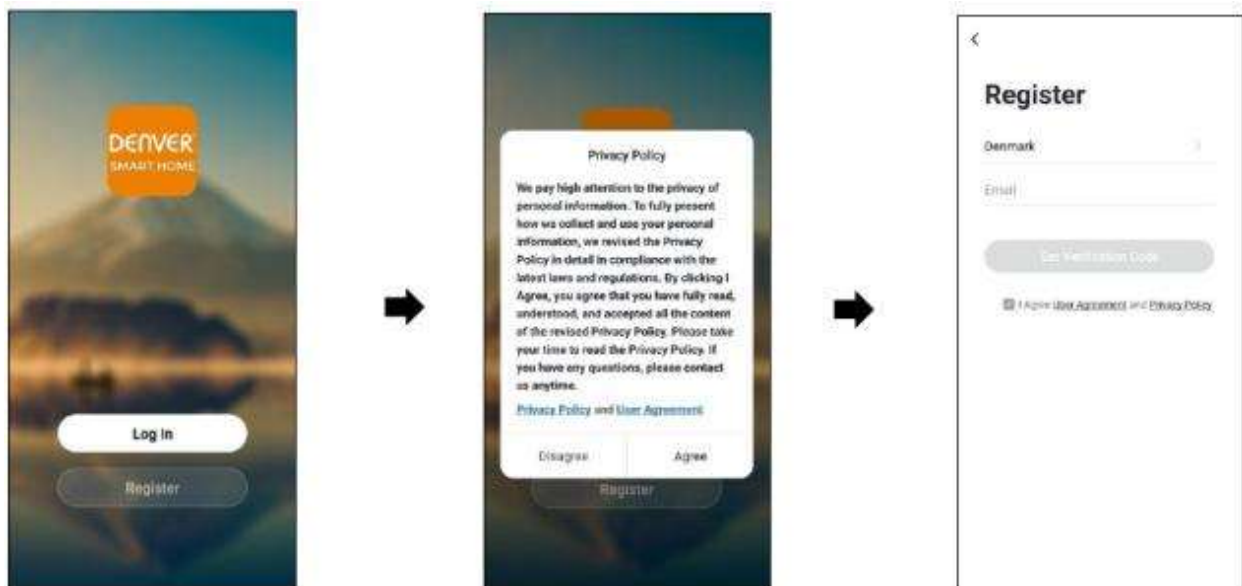 DENVER
SMART HOME
Log In
Register
Privacy Policy
We pay high attention to the privacy of
personal information. To fully present
how we collect and use your personal
information, we revised the Privacy
Policy in detail in compliance with the
latest laws and regulations. By clicking I
Agree, you agree that you have fully read,
understood, and accepted all the content
of the revised Privacy Policy. Please take
your time to read the Privacy Policy. If
you have any questions, please contact
us anytime.
Privacy Policy and User Agreement
Disagree Agree
Register
Register
Denmark
Email
Get Verification Code
I Agree User Agreement and Privacy Policy